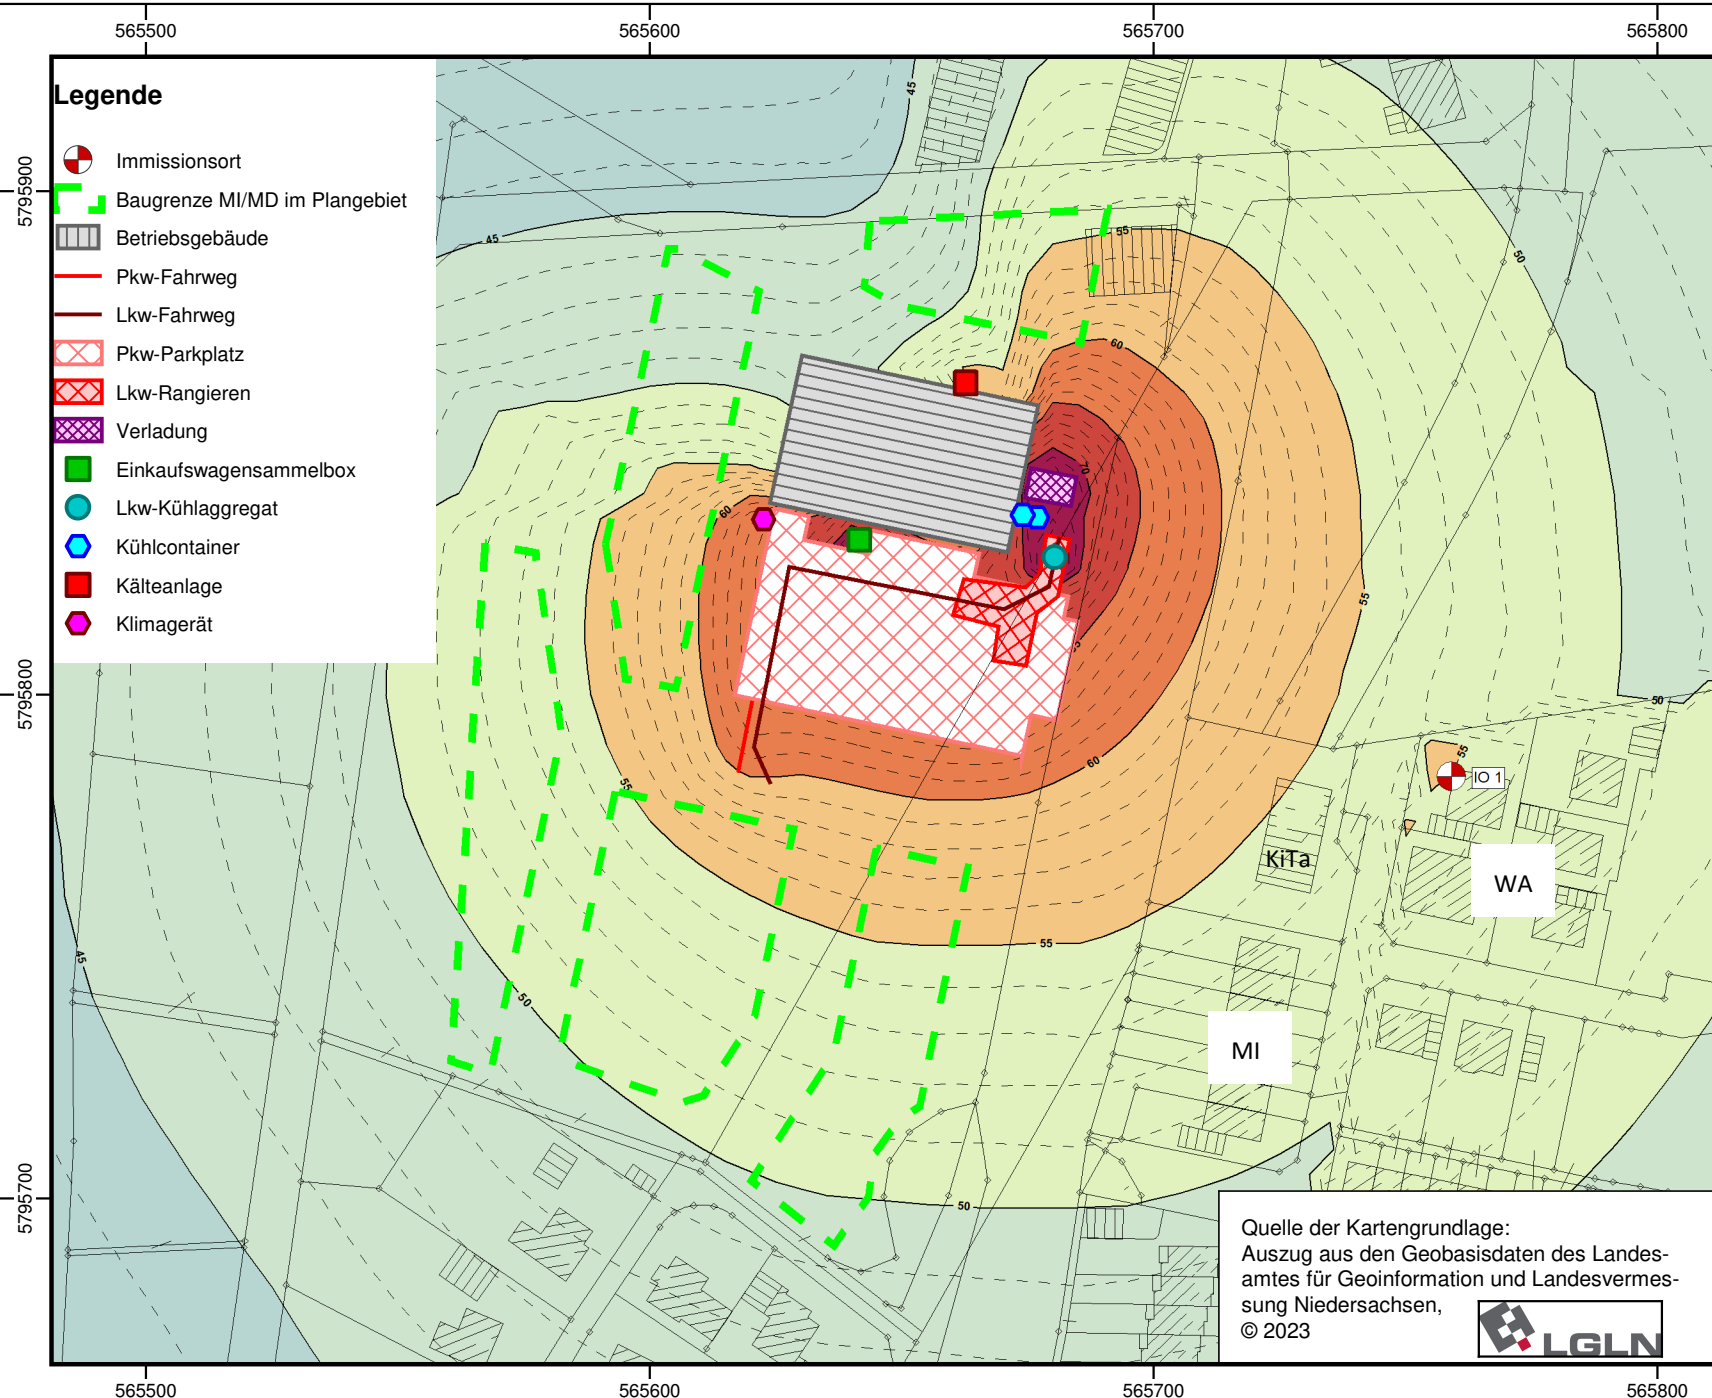 565500
565600
565700
565800
5795900
5795800
5795700
Legende
Immissionsort
Baugrenze MI/MD im Plangebiet
Betriebsgebäude
Pkw-Fahrweg
Lkw-Fahrweg
Pkw-Parkplatz
Lkw-Rangieren
Verladung
Einkaufswagensammelbox
Lkw-Kühlaggregat
Kühlcontainer
Kälteanlage
Klimagerät
45
45
55
50
60
70
60
55
50
55
IO 1
60
55
KiTa
WA
55
45
50
MI
50
Quelle der Kartengrundlage:
Auszug aus den Geobasisdaten des Landes-
amtes für Geoinformation und Landesvermes-
sung Niedersachsen,
© 2023
LGLN
565500
565600
565700
565800